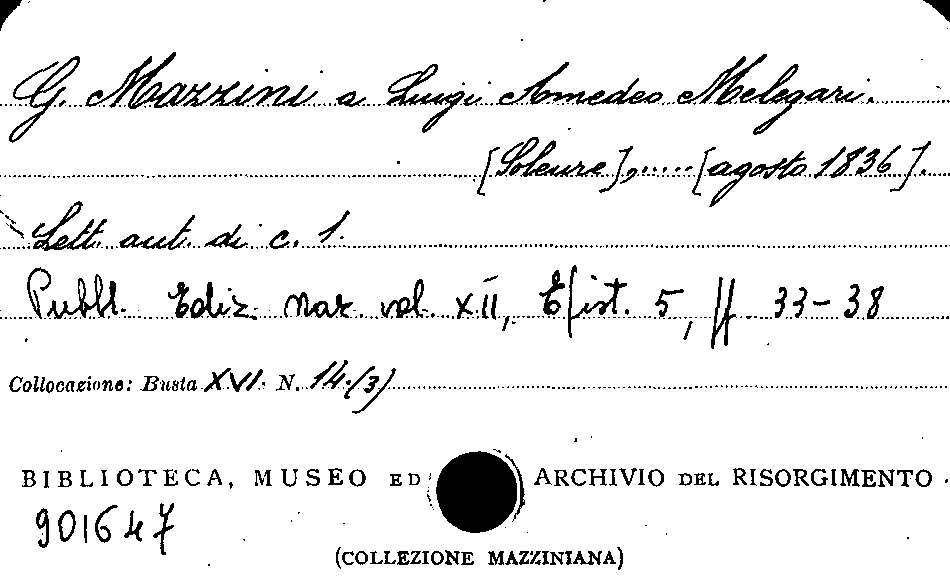 G. Mazzini a Luigi Amedeo Melegari.
[Soleure], ..... [agosto 1836].
Lett. aut. di c. 1.
Pubbl. Ediz. naz. vol. XII, Epist. 5, pp. 33-38
Collocazione: Busta XVI. N. 14.(3)
BIBLIOTECA, MUSEO ED ARCHIVIO DEL RISORGIMENTO
901647
(COLLEZIONE MAZZINIANA)